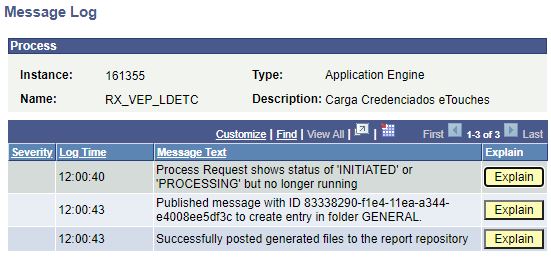 Message Log
Process
Instance: 161355 Type: Application Engine
Name: RX_VEP_LDETC Description: Carga Credenciados eTouches
Customize | Find | View All | | First 1-3 of 3 Last
Severity Log Time Message Text Explain
12:00:40 Process Request shows status of 'INITIATED' or 'PROCESSING' but no longer running Explain
12:00:43 Published message with ID 83338290-f1e4-11ea-a344-e4008ee5df3c to create entry in folder GENERAL. Explain
12:00:43 Successfully posted generated files to the report repository Explain